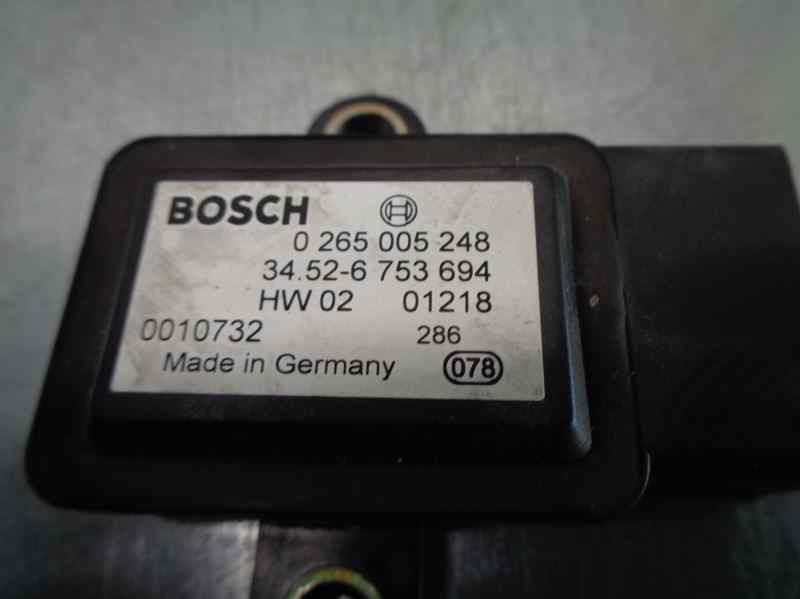 BOSCH
0 265 005 248
34.52-6 753 694
HW 02 01218
0010732 286
Made in Germany 078